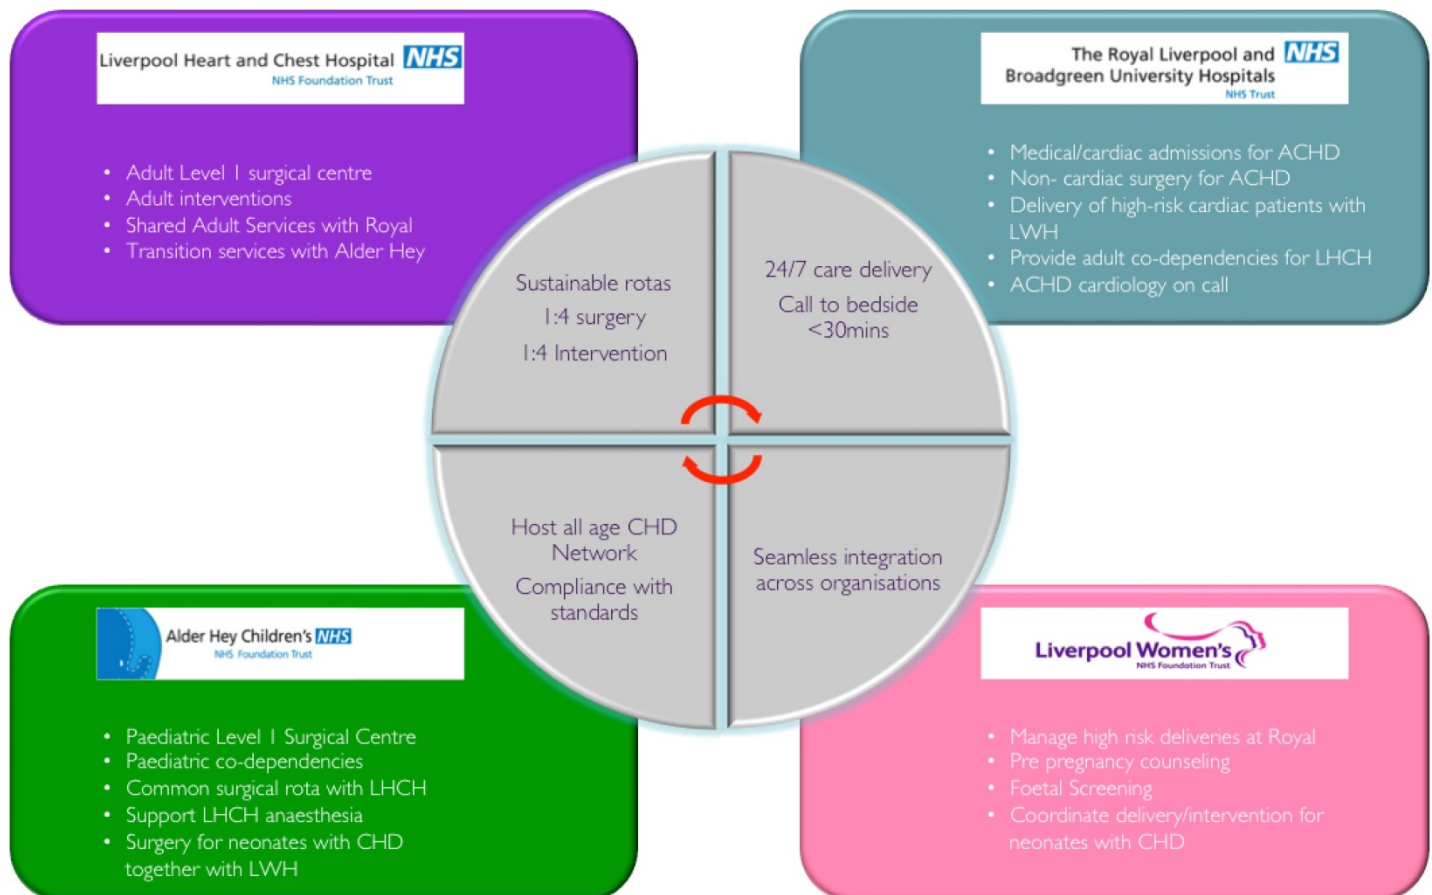 Liverpool Heart and Chest Hospital NHS
NHS Foundation Trust
• Adult Level 1 surgical centre
• Adult interventions
• Shared Adult Services with Royal
• Transition services with Alder Hey
The Royal Liverpool and NHS
Broadgreen University Hospitals
NHS Trust
• Medical/cardiac admissions for ACHD
• Non- cardiac surgery for ACHD
• Delivery of high-risk cardiac patients with
LWH
• Provide adult co-dependencies for LHCH
• ACHD cardiology on call
Sustainable rotas
1:4 surgery
1:4 Intervention
24/7 care delivery
Call to bedside
<30mins
Host all age CHD
Network
Compliance with
standards
Seamless integration
across organisations
Alder Hey Children's NHS
NHS Foundation Trust
• Paediatric Level 1 Surgical Centre
• Paediatric co-dependencies
• Common surgical rota with LHCH
• Support LHCH anaesthesia
• Surgery for neonates with CHD
together with LWH
Liverpool Women's
NHS Foundation Trust
• Manage high risk deliveries at Royal
• Pre pregnancy counseling
• Foetal Screening
• Coordinate delivery/intervention for
neonates with CHD